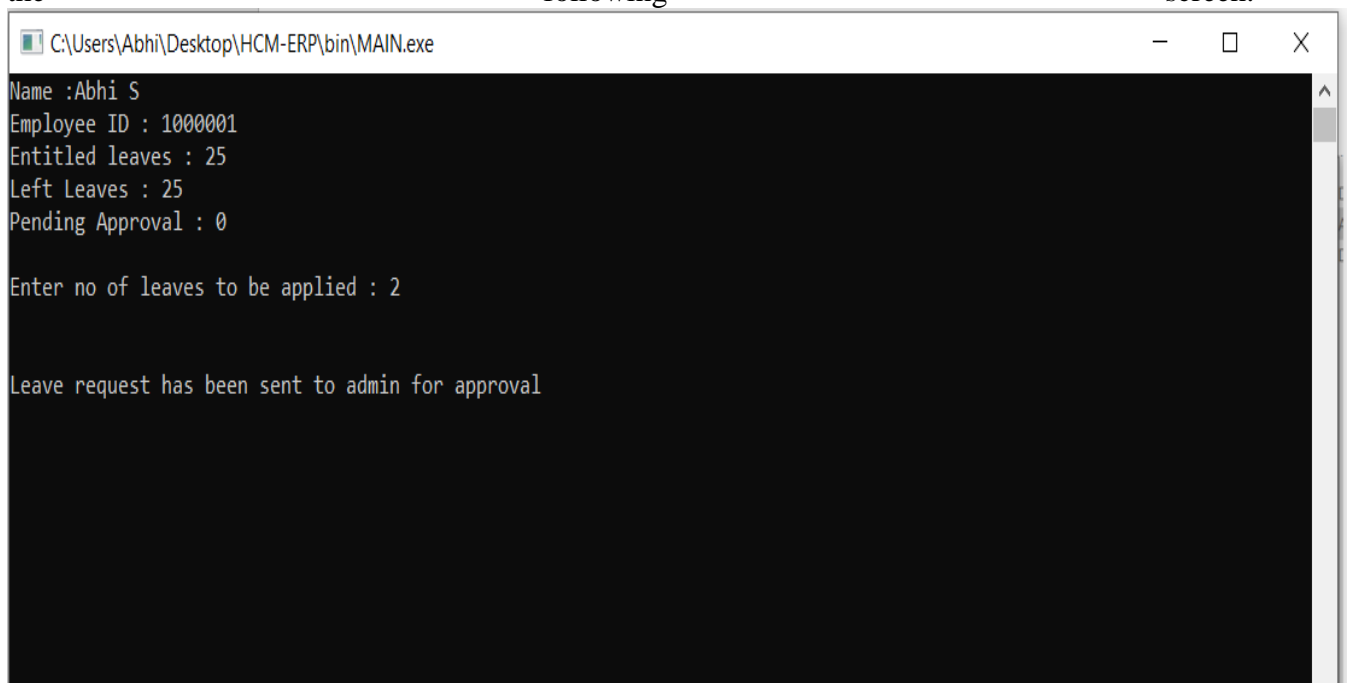 the following screen.
C:\Users\Abhi\Desktop\HCM-ERP\bin\MAIN.exe
Name :Abhi S
Employee ID : 1000001
Entitled leaves : 25
Left Leaves : 25
Pending Approval : 0
Enter no of leaves to be applied : 2
Leave request has been sent to admin for approval